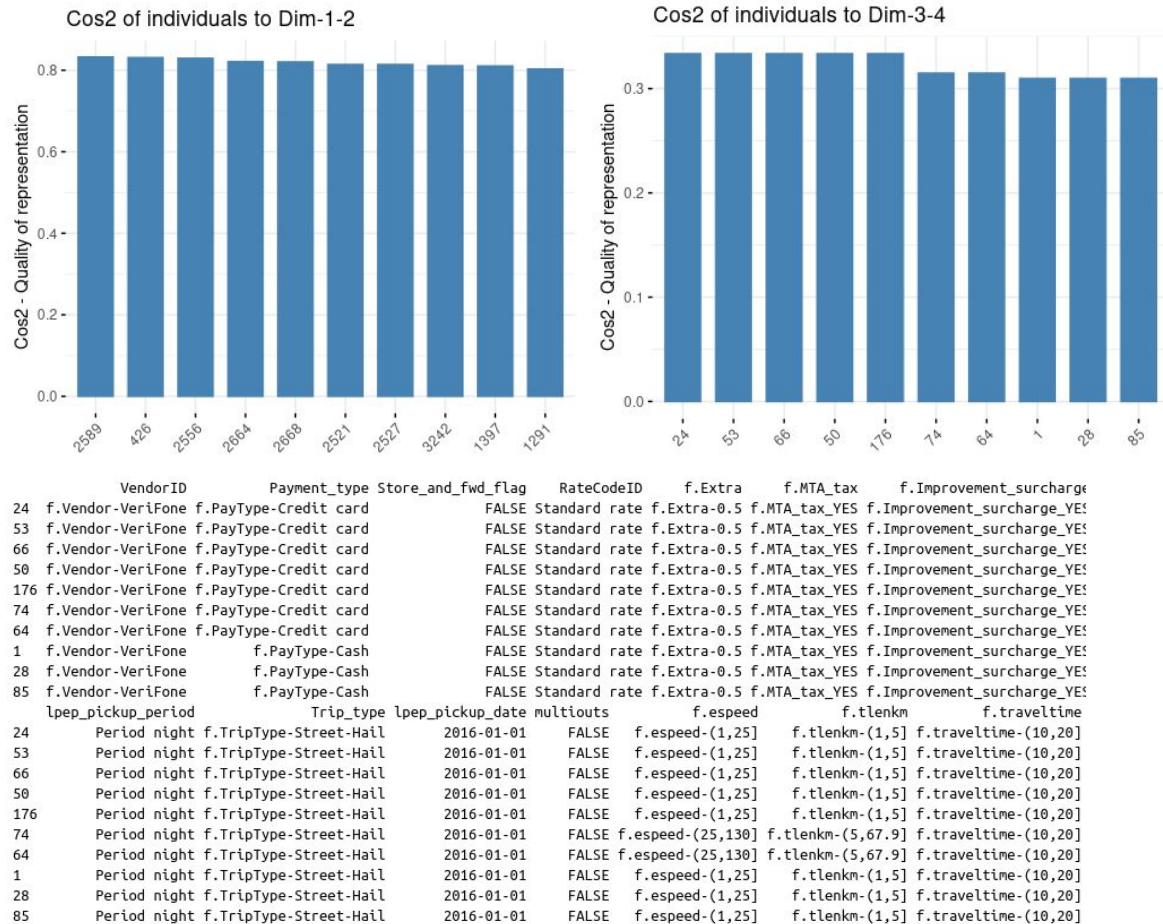 Cos2 of individuals to Dim-1-2
Cos2 - Quality of representation
0.8
0.6
0.4
0.2
0.0
2589 426 2556 2664 2668 2521 2527 3242 1397 1291
Cos2 of individuals to Dim-3-4
Cos2 - Quality of representation
0.3
0.2
0.1
0.0
24 53 66 50 176 74 64 1 28 85
VendorID Payment_type Store_and_fwd_flag RateCodeID f.Extra f.MTA_tax f.Improvement_surcharge
24 f.Vendor-VeriFone f.PayType-Credit card FALSE Standard rate f.Extra-0.5 f.MTA_tax_YES f.Improvement_surcharge_YES
53 f.Vendor-VeriFone f.PayType-Credit card FALSE Standard rate f.Extra-0.5 f.MTA_tax_YES f.Improvement_surcharge_YES
66 f.Vendor-VeriFone f.PayType-Credit card FALSE Standard rate f.Extra-0.5 f.MTA_tax_YES f.Improvement_surcharge_YES
50 f.Vendor-VeriFone f.PayType-Credit card FALSE Standard rate f.Extra-0.5 f.MTA_tax_YES f.Improvement_surcharge_YES
176 f.Vendor-VeriFone f.PayType-Credit card FALSE Standard rate f.Extra-0.5 f.MTA_tax_YES f.Improvement_surcharge_YES
74 f.Vendor-VeriFone f.PayType-Credit card FALSE Standard rate f.Extra-0.5 f.MTA_tax_YES f.Improvement_surcharge_YES
64 f.Vendor-VeriFone f.PayType-Credit card FALSE Standard rate f.Extra-0.5 f.MTA_tax_YES f.Improvement_surcharge_YES
1 f.Vendor-VeriFone f.PayType-Cash FALSE Standard rate f.Extra-0.5 f.MTA_tax_YES f.Improvement_surcharge_YES
28 f.Vendor-VeriFone f.PayType-Cash FALSE Standard rate f.Extra-0.5 f.MTA_tax_YES f.Improvement_surcharge_YES
85 f.Vendor-VeriFone f.PayType-Cash FALSE Standard rate f.Extra-0.5 f.MTA_tax_YES f.Improvement_surcharge_YES
lpep_pickup_period Trip_type lpep_pickup_date multiouts f.espeed f.tlenkm f.traveltime
24 Period night f.TripType-Street-Hail 2016-01-01 FALSE f.espeed-(1,25] f.tlenkm-(1,5] f.traveltime-(10,20]
53 Period night f.TripType-Street-Hail 2016-01-01 FALSE f.espeed-(1,25] f.tlenkm-(1,5] f.traveltime-(10,20]
66 Period night f.TripType-Street-Hail 2016-01-01 FALSE f.espeed-(1,25] f.tlenkm-(1,5] f.traveltime-(10,20]
50 Period night f.TripType-Street-Hail 2016-01-01 FALSE f.espeed-(1,25] f.tlenkm-(1,5] f.traveltime-(10,20]
176 Period night f.TripType-Street-Hail 2016-01-01 FALSE f.espeed-(1,25] f.tlenkm-(1,5] f.traveltime-(10,20]
74 Period night f.TripType-Street-Hail 2016-01-01 FALSE f.espeed-(25,130] f.tlenkm-(5,67.9] f.traveltime-(10,20]
64 Period night f.TripType-Street-Hail 2016-01-01 FALSE f.espeed-(25,130] f.tlenkm-(5,67.9] f.traveltime-(10,20]
1 Period night f.TripType-Street-Hail 2016-01-01 FALSE f.espeed-(1,25] f.tlenkm-(1,5] f.traveltime-(10,20]
28 Period night f.TripType-Street-Hail 2016-01-01 FALSE f.espeed-(1,25] f.tlenkm-(1,5] f.traveltime-(10,20]
85 Period night f.TripType-Street-Hail 2016-01-01 FALSE f.espeed-(1,25] f.tlenkm-(1,5] f.traveltime-(10,20]